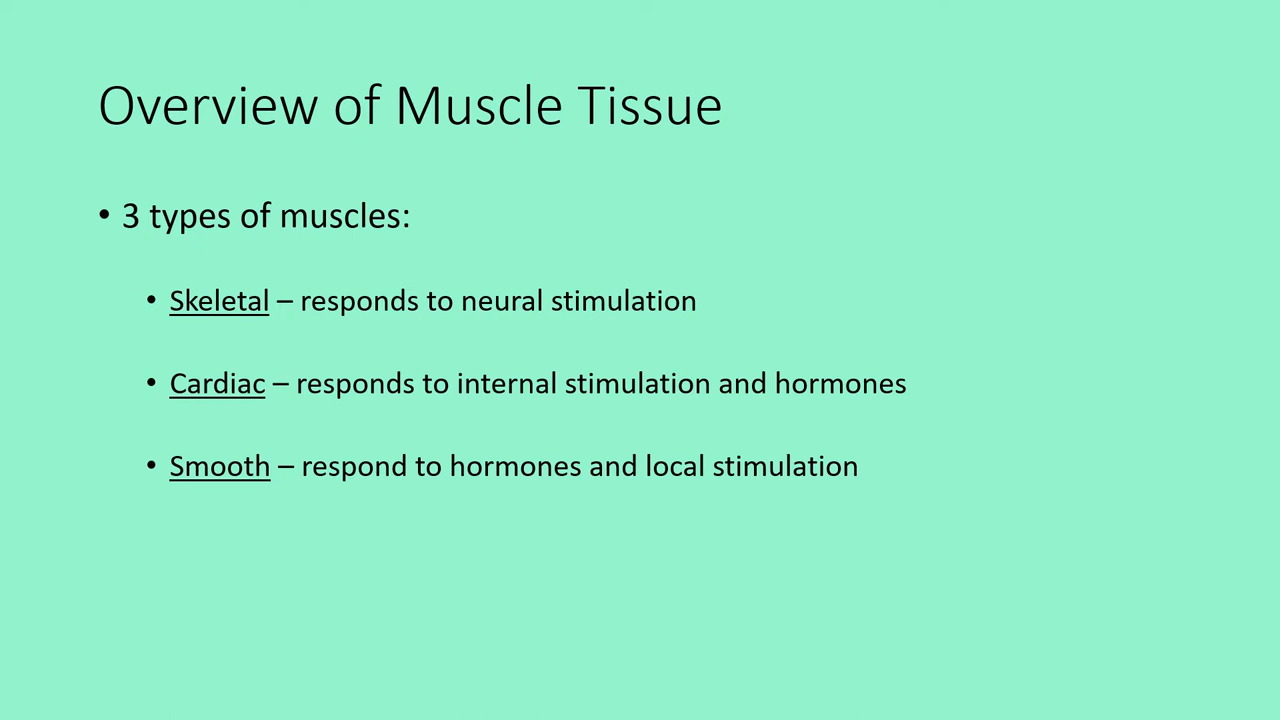 Overview of Muscle Tissue
• 3 types of muscles:
• Skeletal – responds to neural stimulation
• Cardiac – responds to internal stimulation and hormones
• Smooth – respond to hormones and local stimulation